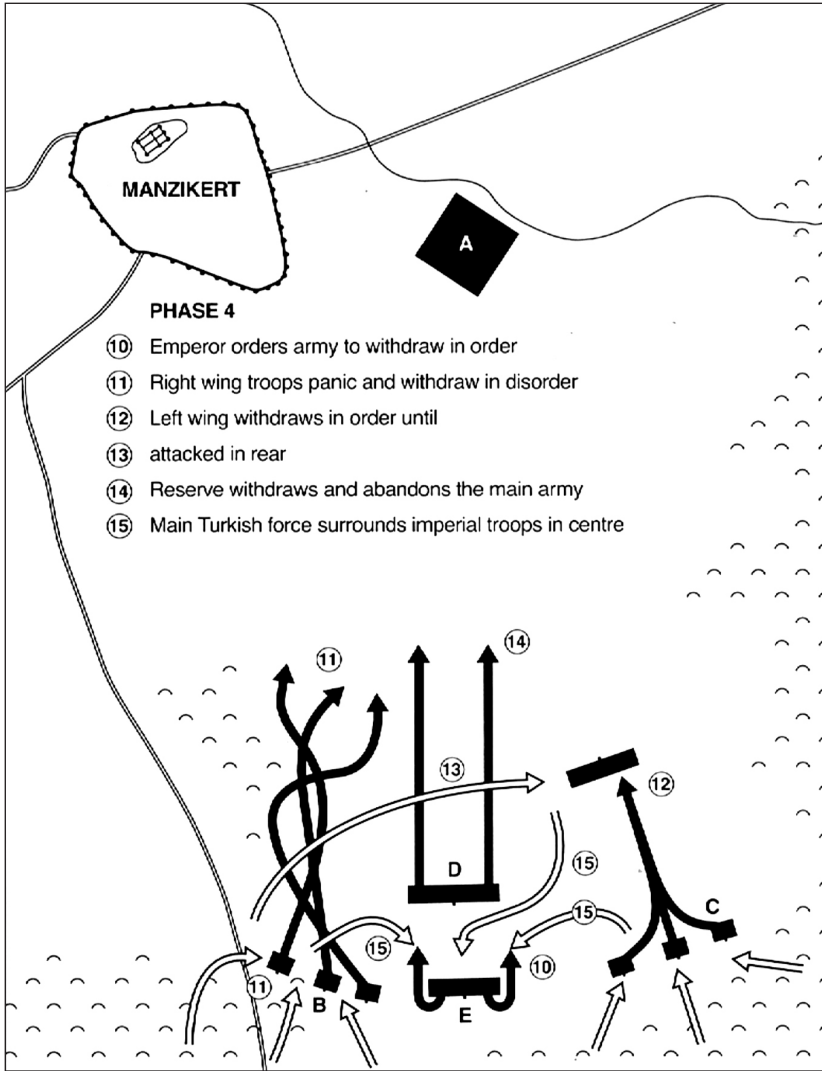 MANZIKERT
A
PHASE 4
10 Emperor orders army to withdraw in order
11 Right wing troops panic and withdraw in disorder
12 Left wing withdraws in order until
13 attacked in rear
14 Reserve withdraws and abandons the main army
15 Main Turkish force surrounds imperial troops in centre
11
14
13
12
D
15
C
15
15
10
11
B
E